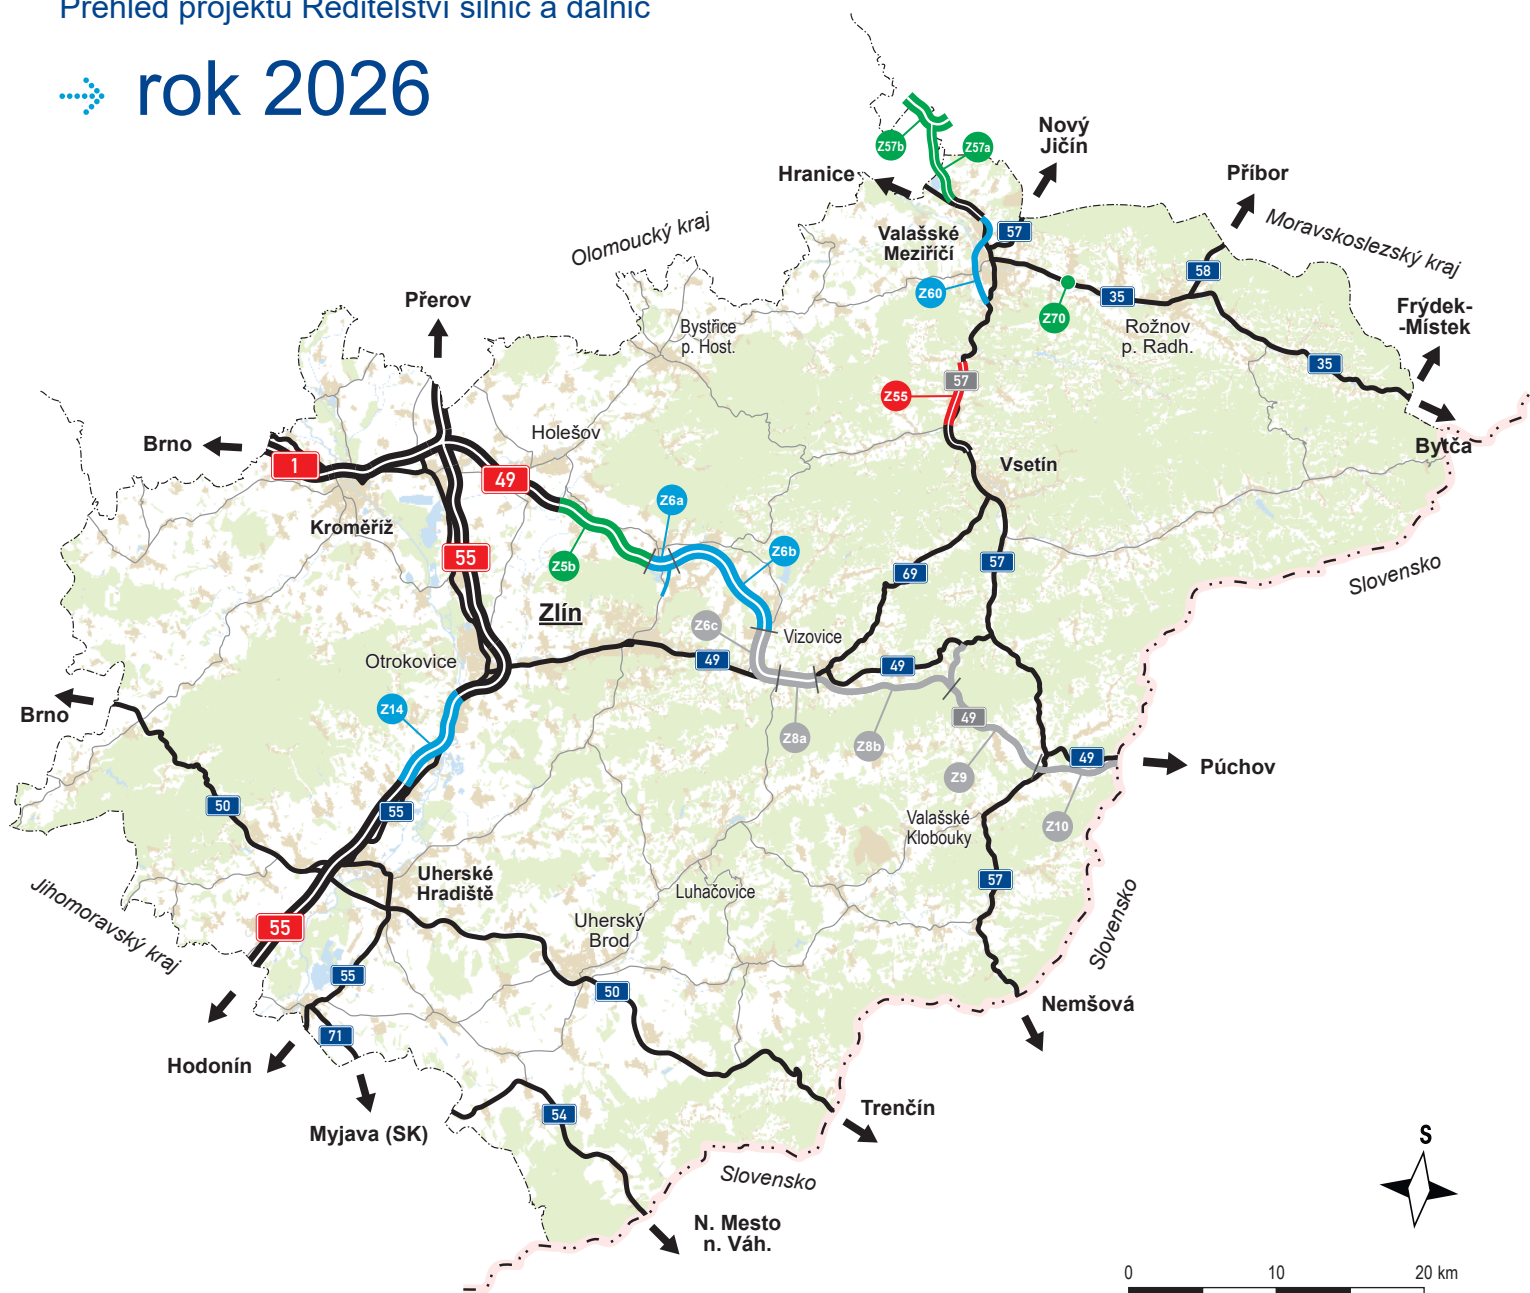 Přehled projektů Ředitelství silnic a dálnic
rok 2026
Z57b
Z57a
Nový
Jičín
Hranice
Příbor
Moravskoslezský kraj
Olomoucký kraj
Valašské
Meziříčí
57
58
Z60
35
Z70
Rožnov
p. Radh.
Frýdek-
-Místek
Přerov
Bystřice
p. Host.
35
57
Z55
Bytča
Brno
1
Holešov
49
Vsetín
Kroměříž
Z6a
55
Z6b
Z5b
69
57
Slovensko
Zlín
Z6c
Vizovice
Otrokovice
49
49
Brno
Z14
49
Z8a
Z8b
49
Púchov
Z9
50
55
Valašské
Klobouky
Z10
Uherské
Hradiště
57
Luhačovice
Jihomoravský kraj
55
Uherský
Brod
Slovensko
55
50
Nemšová
71
Hodonín
Trenčín
54
Myjava (SK)
Slovensko
S
N. Mesto
n. Váh.
0 10 20 km